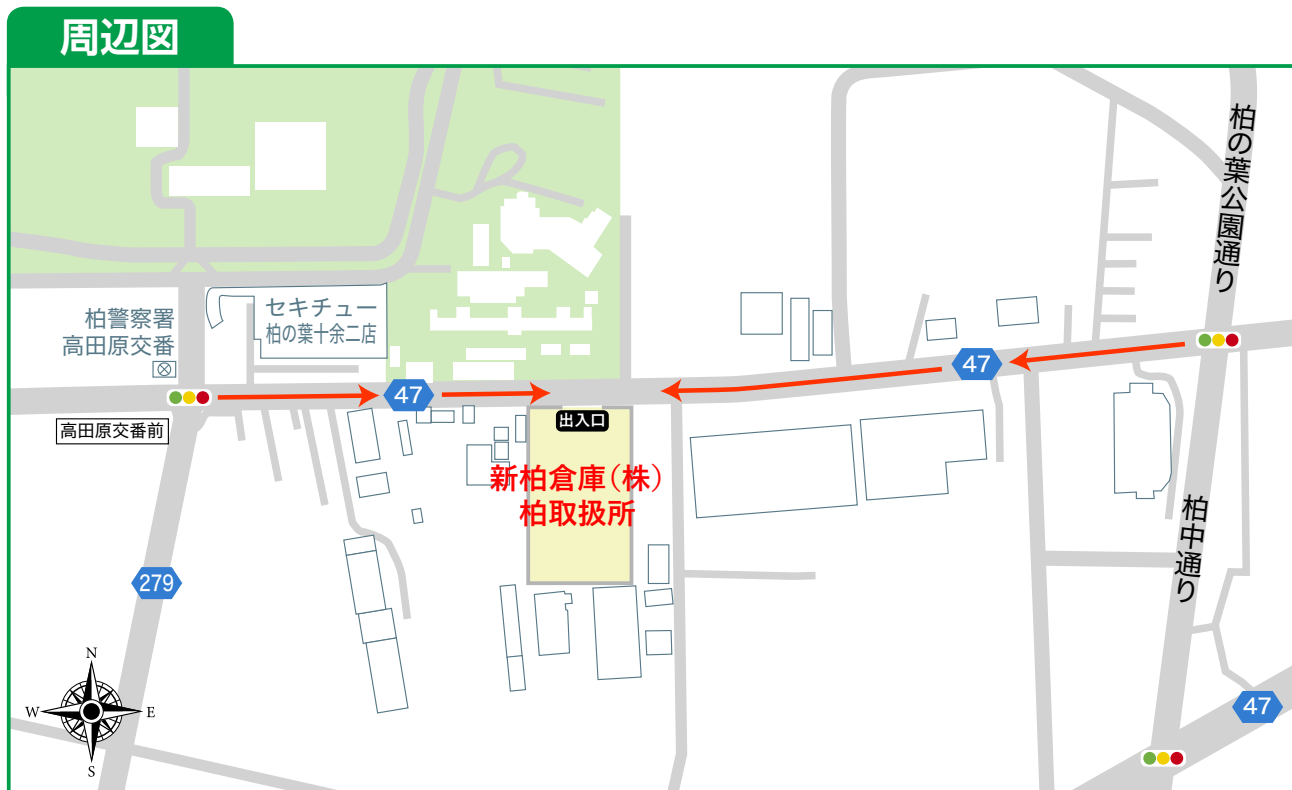 周辺図
柏の葉公園通り
柏警察署
高田原交番
セキチュー
柏の葉十余二店
47
47
高田原交番前
出入口
新柏倉庫(株)
柏取扱所
柏中通り
279
N
W
E
S
47